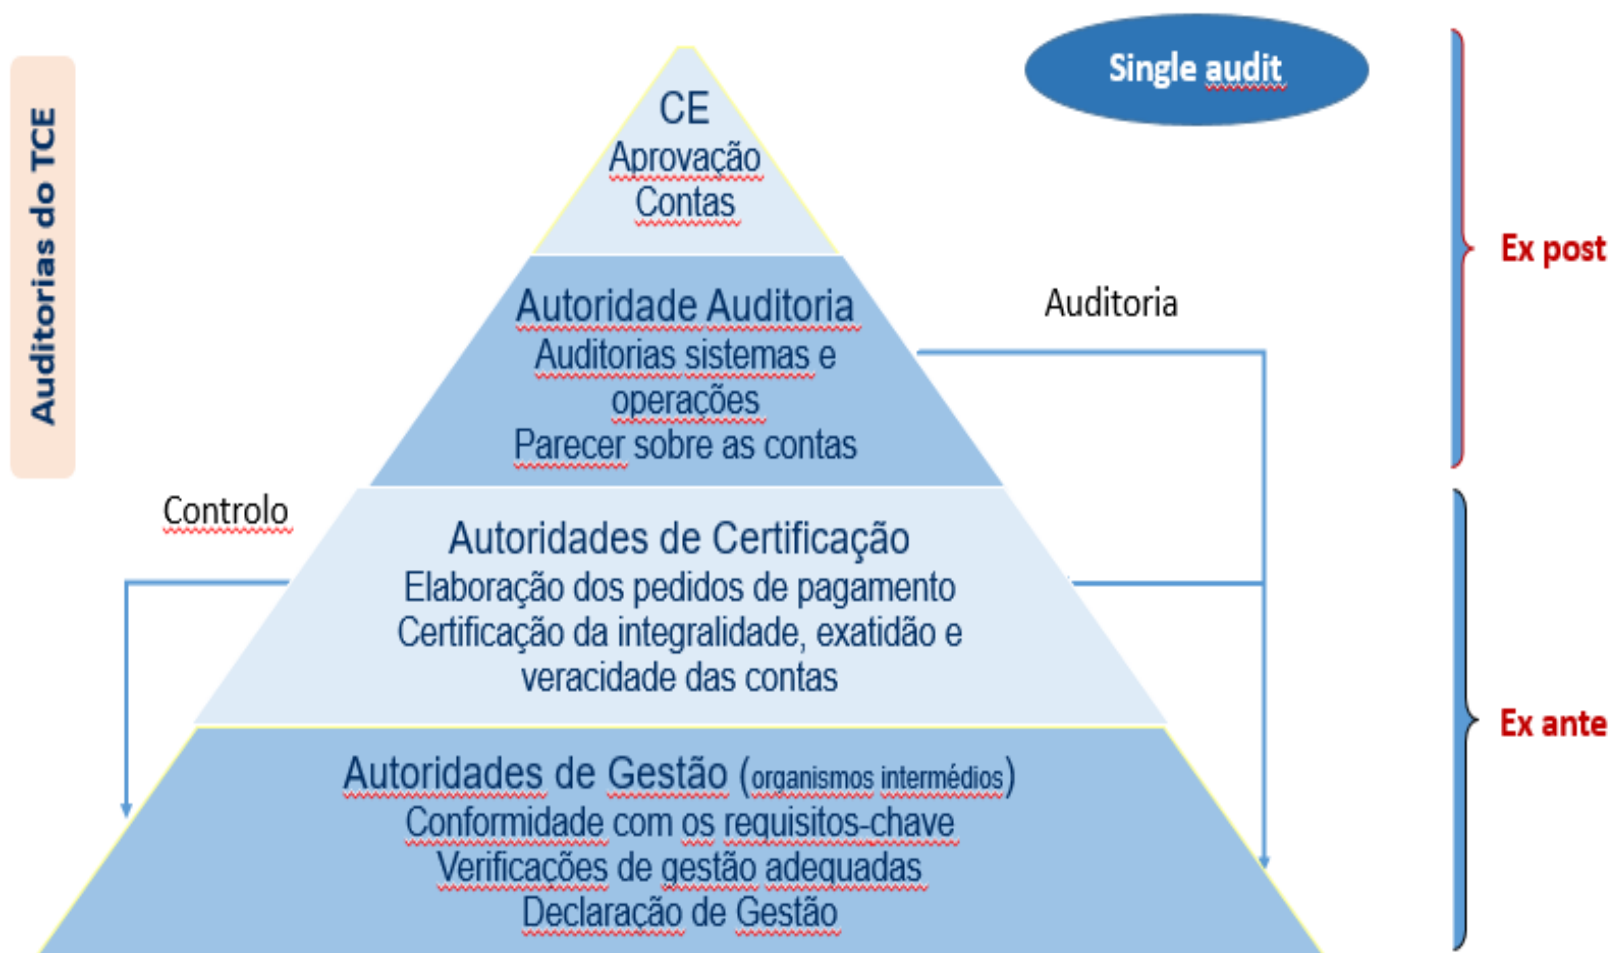 Auditorias do TCE
Single audit
CE
Aprovação
Contas
Ex post
Autoridade Auditoria
Auditorias sistemas e
operações
Parecer sobre as contas
Auditoria
Controlo
Autoridades de Certificação
Elaboração dos pedidos de pagamento
Certificação da integralidade, exatidão e
veracidade das contas
Ex ante
Autoridades de Gestão (organismos intermédios)
Conformidade com os requisitos-chave
Verificações de gestão adequadas
Declaração de Gestão